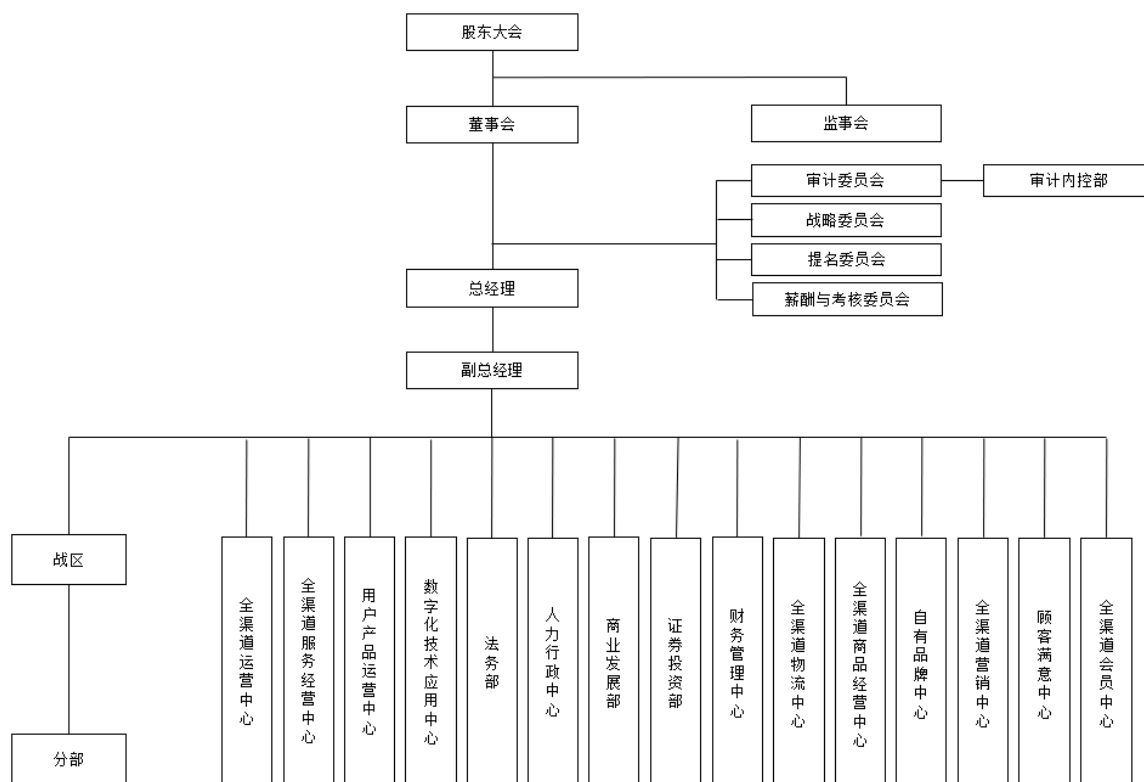 股东大会
董事会
监事会
审计委员会
审计内控部
战略委员会
提名委员会
总经理
薪酬与考核委员会
副总经理
战区
分部
全渠道运营中心
全渠道服务经营中心
用户产品运营中心
数字化技术应用中心
法务部
人力行政中心
商业发展部
证券投资部
财务管理中心
全渠道物流中心
全渠道商品经营中心
自有品牌中心
全渠道营销中心
顾客满意中心
全渠道会员中心